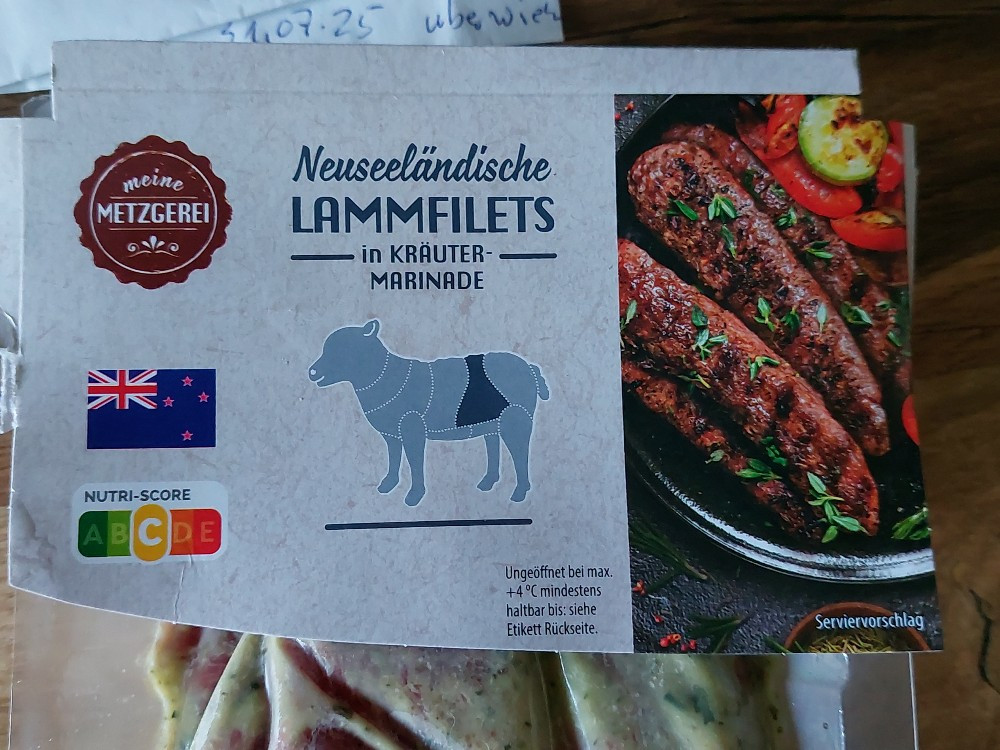 31.07.25 überwie
meine
METZGEREI
Neuseeländische
LAMMFILETS
in KRÄUTER-
MARINADE
NUTRI-SCORE
A B C D E
Ungeöffnet bei max.
+4 °C mindestens
haltbar bis: siehe
Etikett Rückseite.
Serviervorschlag